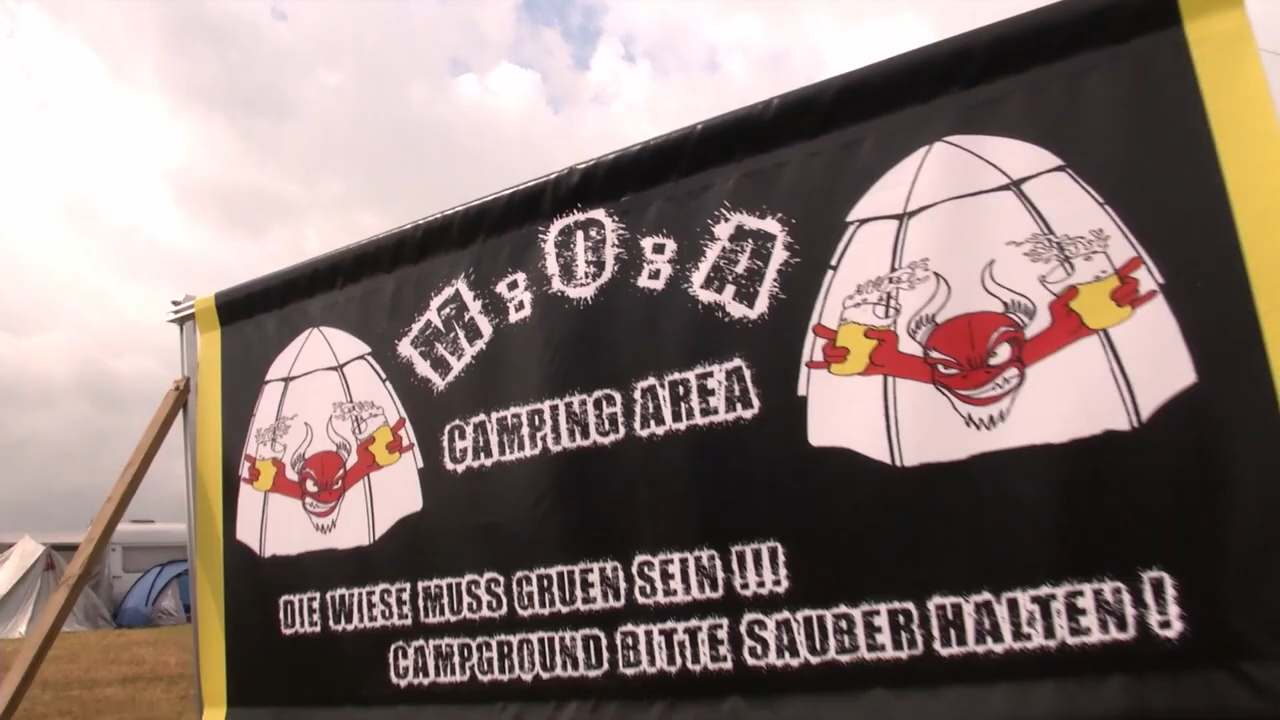 M:O:A
CAMPING AREA
DIE WIESE MUSS GRUEN SEIN !!!
CAMPGROUND BITTE SAUBER HALTEN !